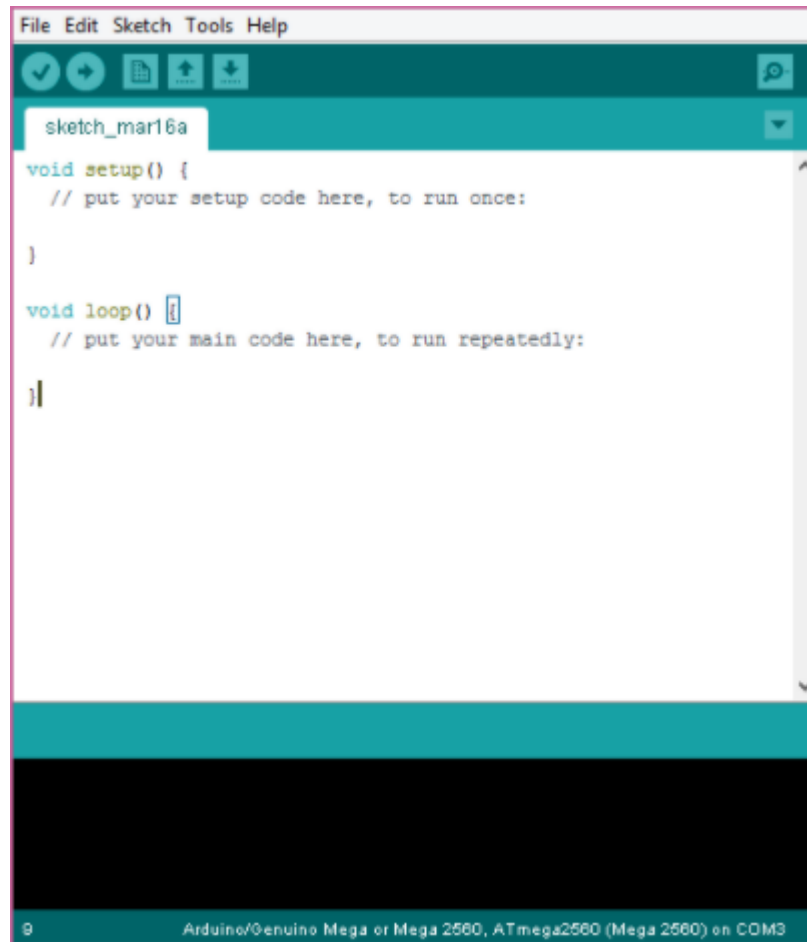 File Edit Sketch Tools Help
sketch_mar16a
void setup() {
  // put your setup code here, to run once:

}

void loop() {
  // put your main code here, to run repeatedly:

}
9 Arduino/Genuino Mega or Mega 2560, ATmega2560 (Mega 2560) on COM3